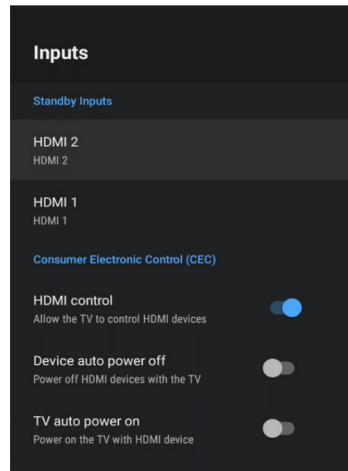 Inputs
Standby Inputs
HDMI 2
HDMI 2
HDMI 1
HDMI 1
Consumer Electronic Control (CEC)
HDMI control
Allow the TV to control HDMI devices
Device auto power off
Power off HDMI devices with the TV
TV auto power on
Power on the TV with HDMI device